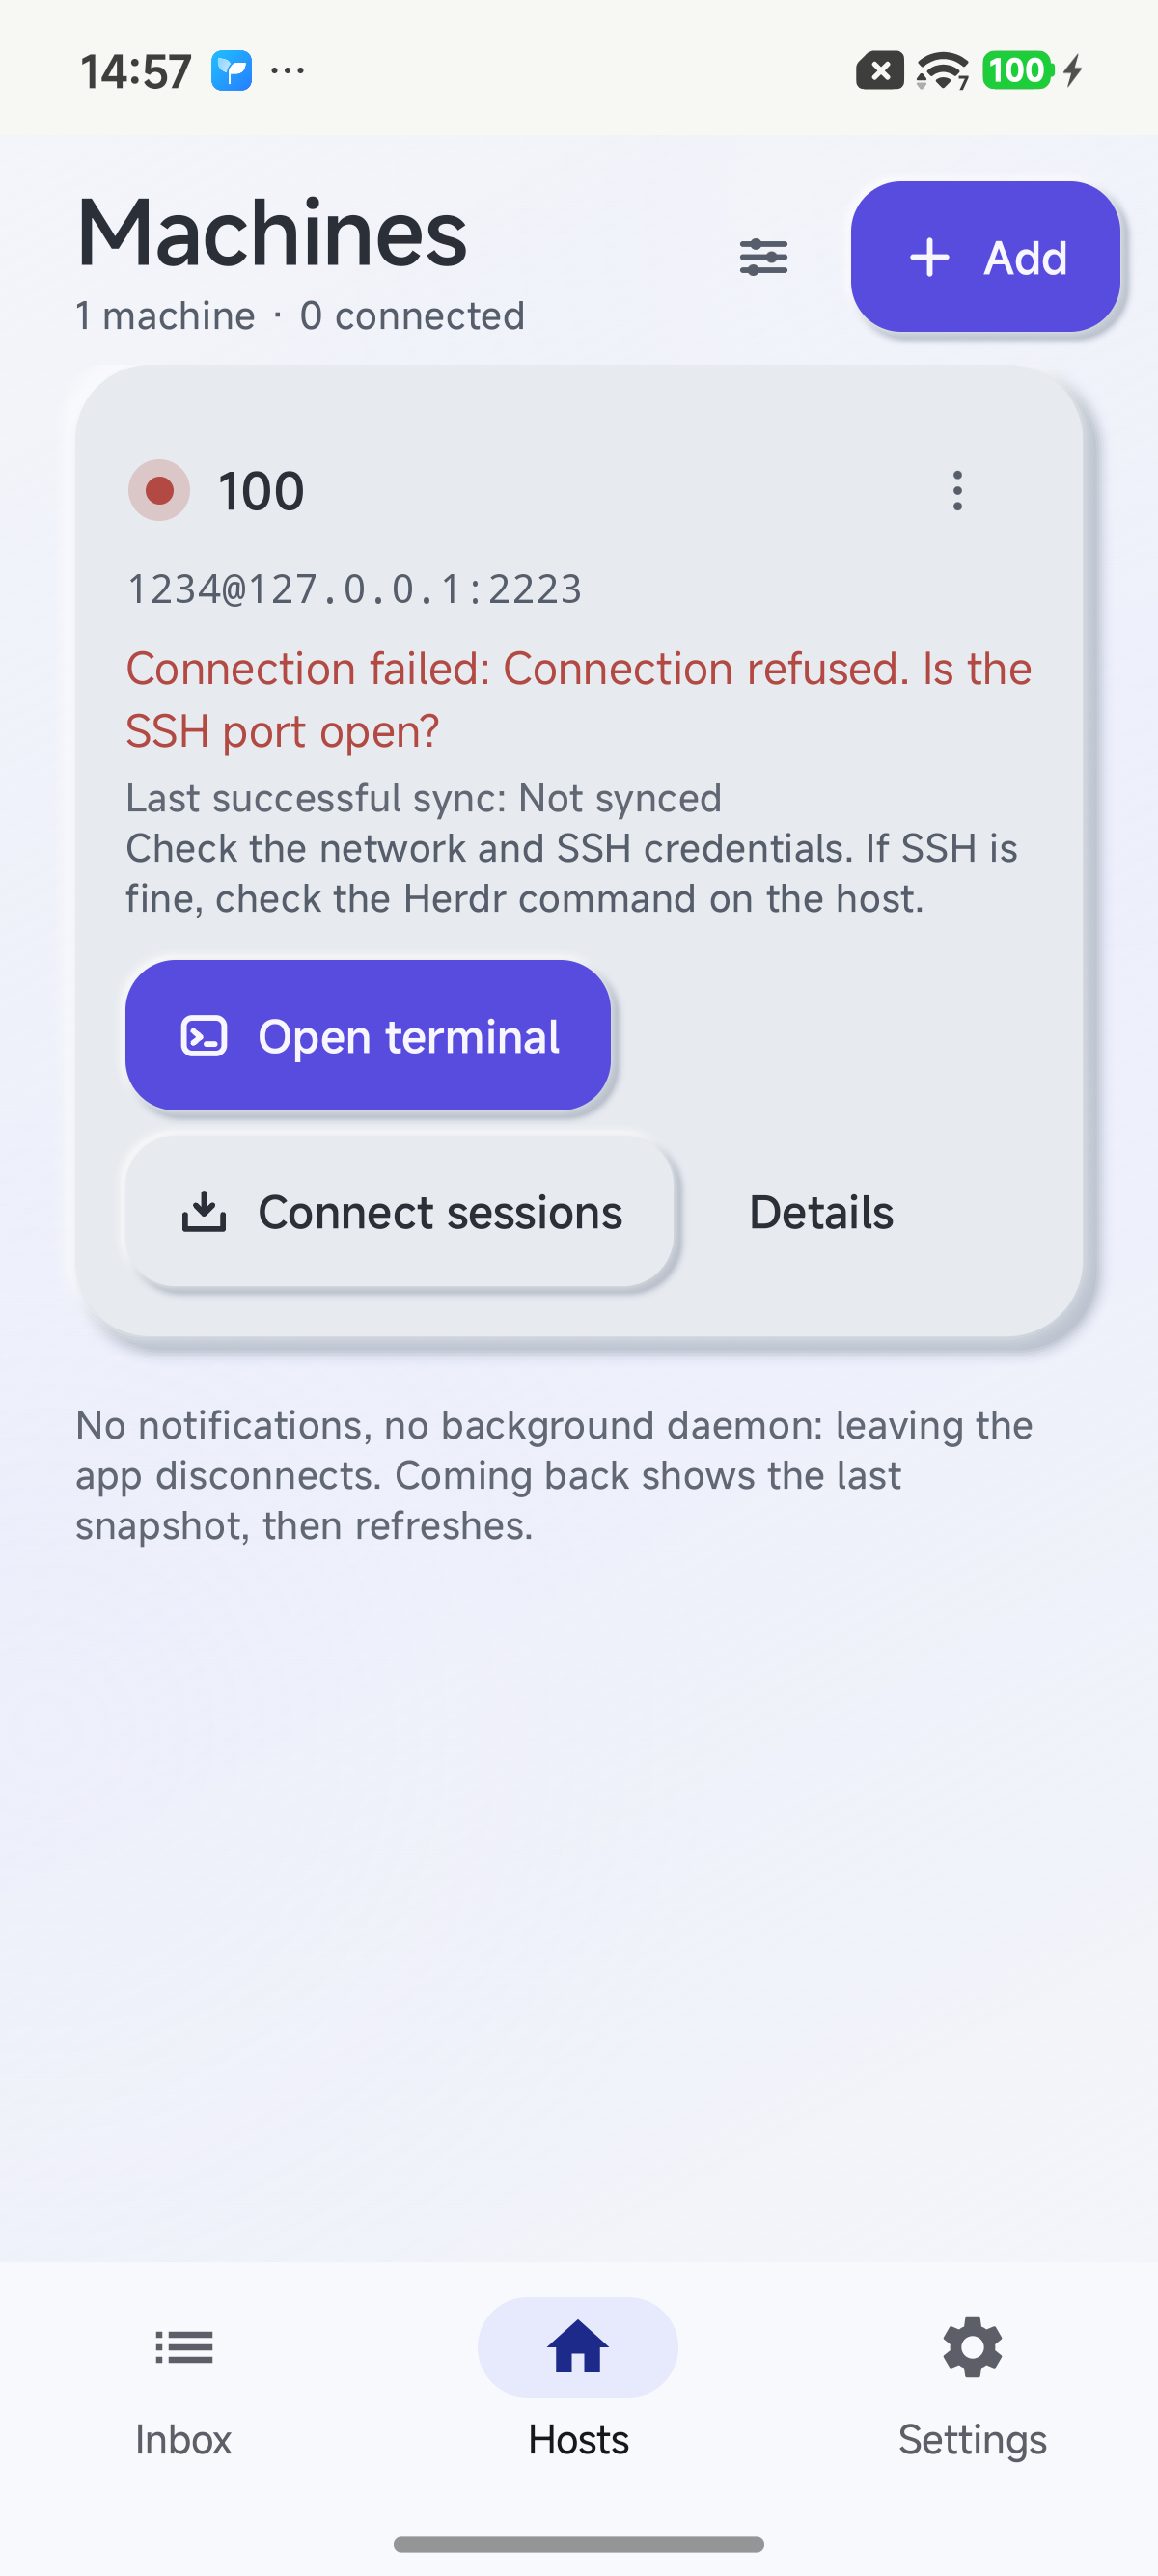 14:57 ...
7 100
Machines
1 machine · 0 connected
Add
100
1234@127.0.0.1:2223
Connection failed: Connection refused. Is the
SSH port open?
Last successful sync: Not synced
Check the network and SSH credentials. If SSH is
fine, check the Herdr command on the host.
Open terminal
Connect sessions
Details
No notifications, no background daemon: leaving the
app disconnects. Coming back shows the last
snapshot, then refreshes.
Inbox
Hosts
Settings